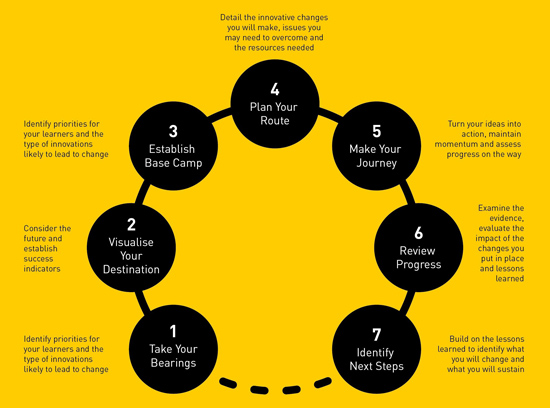 Detail the innovative changes
you will make, issues you
may need to overcome and
the resources needed
4
Plan Your
Route
Identify priorities for
your learners and the
type of innovations
likely to lead to change
3
Establish
Base Camp
5
Make Your
Journey
Turn your ideas into
action, maintain
momentum and assess
progress on the way
Consider the
future and
establish
success
indicators
2
Visualise
Your
Destination
6
Review
Progress
Examine the
evidence,
evaluate the
impact of the
changes you
put in place
and lessons
learned
Identify priorities for
your learners and the
type of innovations
likely to lead to change
1
Take Your
Bearings
7
Identify
Next Steps
Build on the lessons
learned to identify what
you will change and
what you will sustain